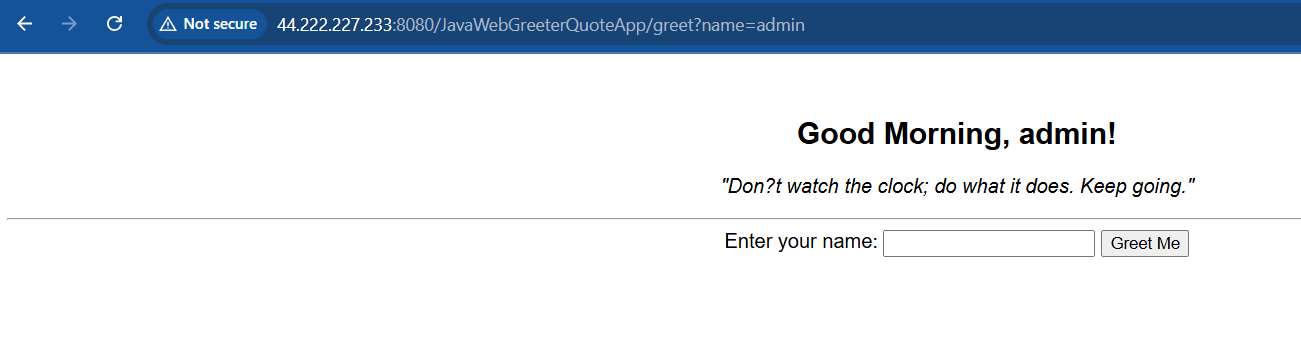 Not secure 44.222.227.233:8080/JavaWebGreeterQuoteApp/greet?name=admin
Good Morning, admin!
"Don?t watch the clock; do what it does. Keep going."
Enter your name: Greet Me